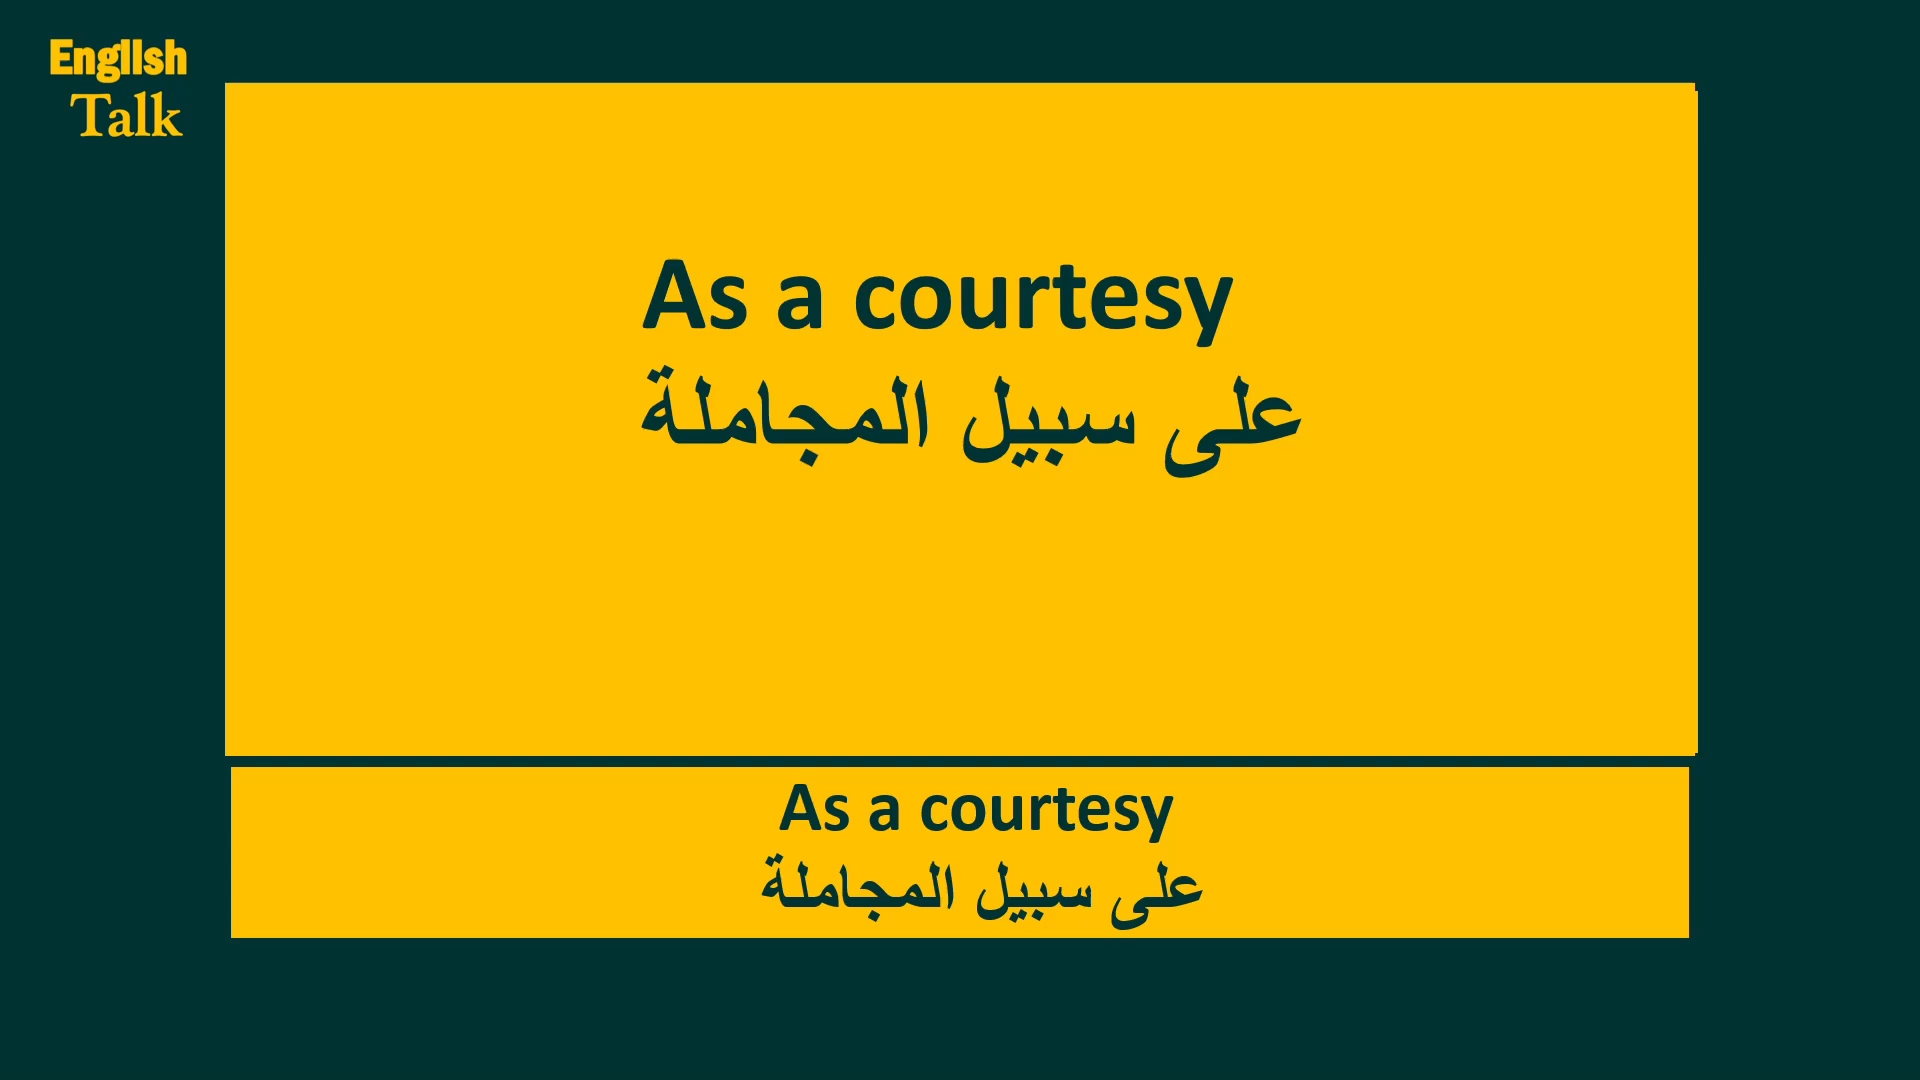 English
Talk
As a courtesy
على سبيل المجاملة
As a courtesy
على سبيل المجاملة